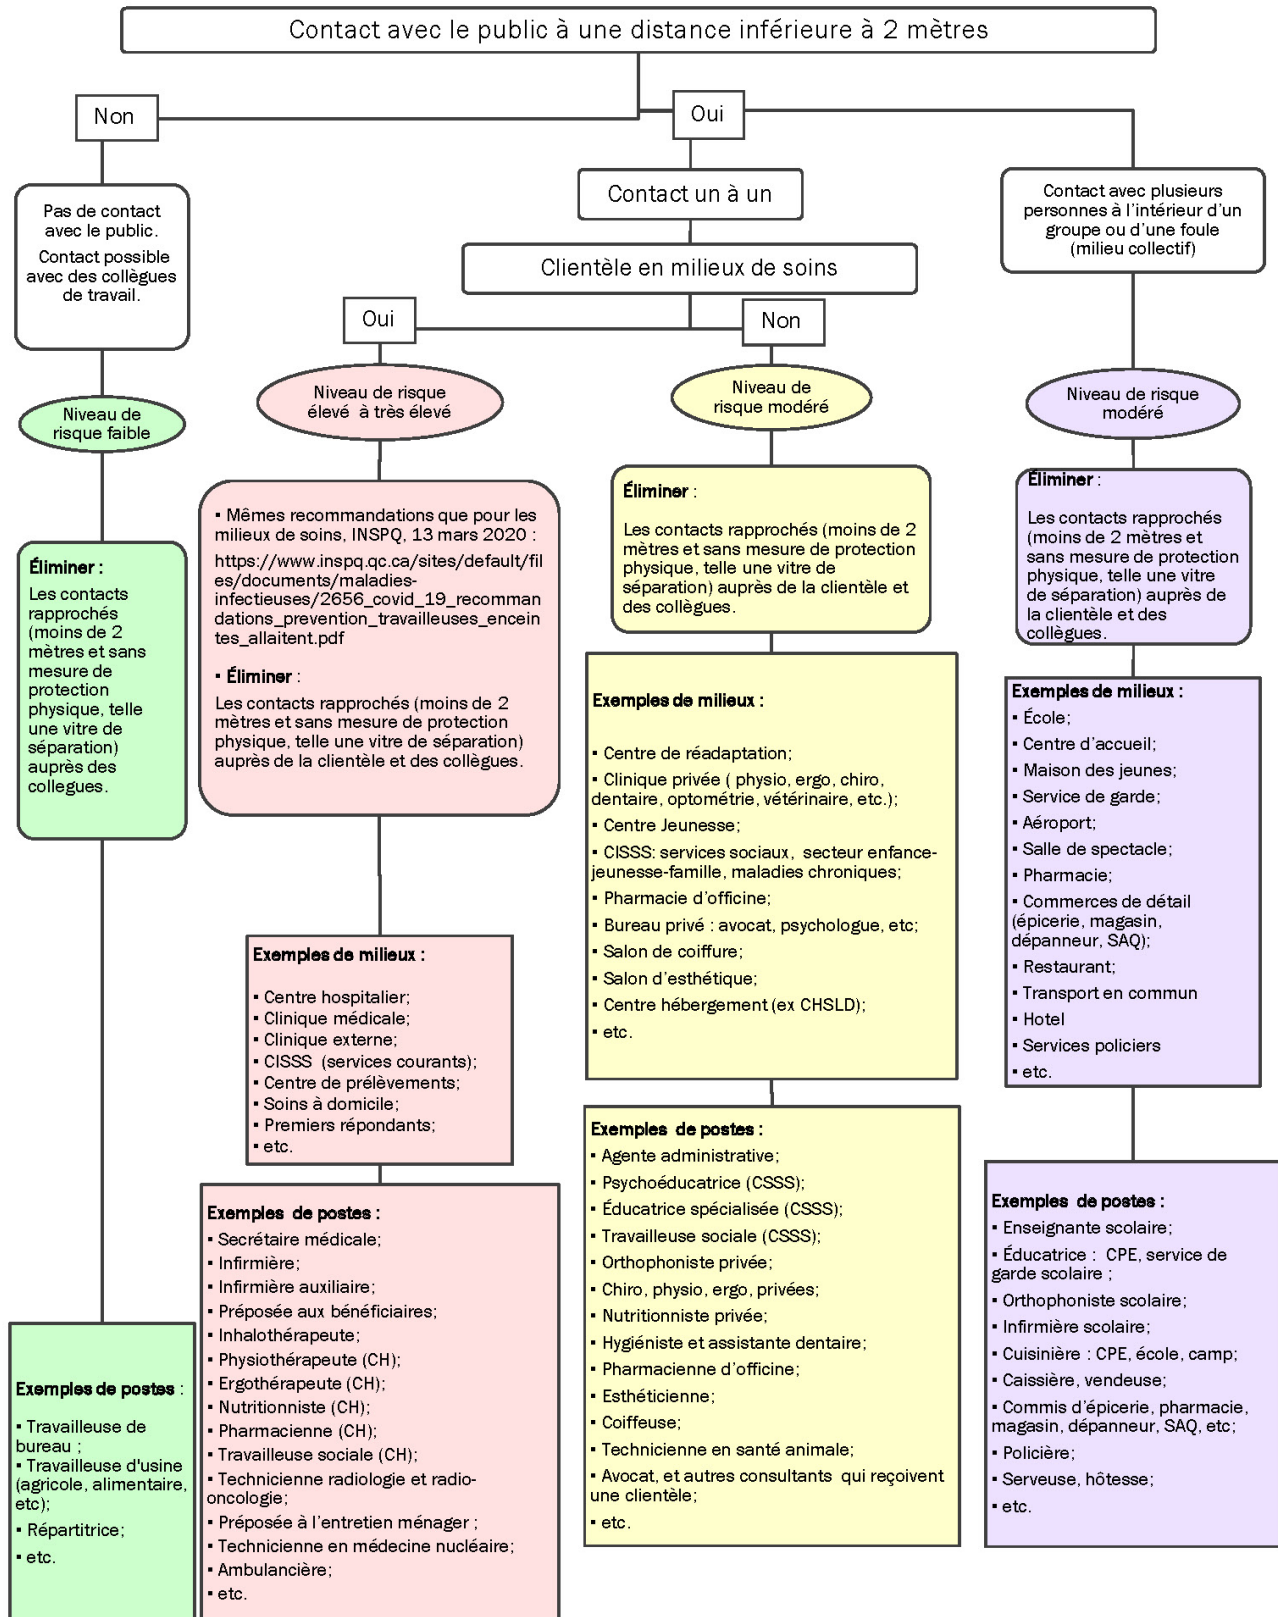 Contact avec le public à une distance inférieure à 2 mètres
Non
Oui
Pas de contact
avec le public.
Contact possible
avec des collègues
de travail.
Contact un à un
Contact avec plusieurs
personnes à l'intérieur d'un
groupe ou d'une foule
(milieu collectif)
Clientèle en milieux de soins
Oui
Non
Niveau de
risque faible
Niveau de risque
élevé à très élevé
Niveau de
risque modéré
Niveau de risque
modéré
Éliminer :
Les contacts
rapprochés
(moins de 2
mètres et sans
mesure de
protection
physique, telle
une vitre de
séparation)
auprès des
collegues.
▪ Mêmes recommandations que pour les
milieux de soins, INSPQ, 13 mars 2020 :
https://www.inspq.qc.ca/sites/default/fil
es/documents/maladies-
infectieuses/2656_covid_19_recomman
dations_prevention_travailleuses_encein
tes_allaitent.pdf
▪ Éliminer :
Les contacts rapprochés (moins de 2
mètres et sans mesure de protection
physique, telle une vitre de séparation)
auprès de la clientèle et des collègues.
Éliminer :
Les contacts rapprochés (moins de 2
mètres et sans mesure de protection
physique, telle une vitre de
séparation) auprès de la clientèle et
des collègues.
Éliminer :
Les contacts rapprochés
(moins de 2 mètres et
sans mesure de protection
physique, telle une vitre
de séparation) auprès de
la clientèle et des
collègues.
Exemples de milieux :
▪ Centre hospitalier;
▪ Clinique médicale;
▪ Clinique externe;
▪ CISSS (services courants);
▪ Centre de prélèvements;
▪ Soins à domicile;
▪ Premiers répondants;
▪ etc.
Exemples de milieux :
▪ Centre de réadaptation;
▪ Clinique privée ( physio, ergo, chiro,
dentaire, optométrie, vétérinaire, etc.);
▪ Centre Jeunesse;
▪ CISSS: services sociaux, secteur enfance-
jeunesse-famille, maladies chroniques;
▪ Pharmacie d'officine;
▪ Bureau privé : avocat, psychologue, etc;
▪ Salon de coiffure;
▪ Salon d'esthétique;
▪ Centre hébergement (ex CHSLD);
▪ etc.
Exemples de milieux :
▪ École;
▪ Centre d'accueil;
▪ Maison des jeunes;
▪ Service de garde;
▪ Aéroport;
▪ Salle de spectacle;
▪ Pharmacie;
▪ Commerces de détail
(épicerie, magasin,
dépanneur, SAQ);
▪ Restaurant;
▪ Transport en commun
▪ Hotel
▪ Services policiers
▪ etc.
Exemples de postes :
▪ Travailleuse de
bureau ;
▪ Travailleuse d'usine
(agricole, alimentaire,
etc);
▪ Répartitrice;
▪ etc.
Exemples de postes :
▪ Secrétaire médicale;
▪ Infirmière;
▪ Infirmière auxiliaire;
▪ Préposée aux bénéficiaires;
▪ Inhalothérapeute;
▪ Physiothérapeute (CH);
▪ Ergothérapeute (CH);
▪ Nutritionniste (CH);
▪ Pharmacienne (CH);
▪ Travailleuse sociale (CH);
▪ Technicienne radiologie et radio-
oncologie;
▪ Préposée à l'entretien ménager ;
▪ Technicienne en médecine nucléaire;
▪ Ambulancière;
▪ etc.
Exemples de postes :
▪ Agente administrative;
▪ Psychoéducatrice (CSSS);
▪ Éducatrice spécialisée (CSSS);
▪ Travailleuse sociale (CSSS);
▪ Orthophoniste privée;
▪ Chiro, physio, ergo, privées;
▪ Nutritionniste privée;
▪ Hygiéniste et assistante dentaire;
▪ Pharmacienne d'officine;
▪ Esthéticienne;
▪ Coiffeuse;
▪ Technicienne en santé animale;
▪ Avocat, et autres consultants qui reçoivent
une clientèle;
▪ etc.
Exemples de postes :
▪ Enseignante scolaire;
▪ Éducatrice : CPE, service de
garde scolaire ;
▪ Orthophoniste scolaire;
▪ Infirmière scolaire;
▪ Cuisinière : CPE, école, camp;
▪ Caissière, vendeuse;
▪ Commis d'épicerie, pharmacie,
magasin, dépanneur, SAQ, etc;
▪ Policière;
▪ Serveuse, hôtesse;
▪ etc.